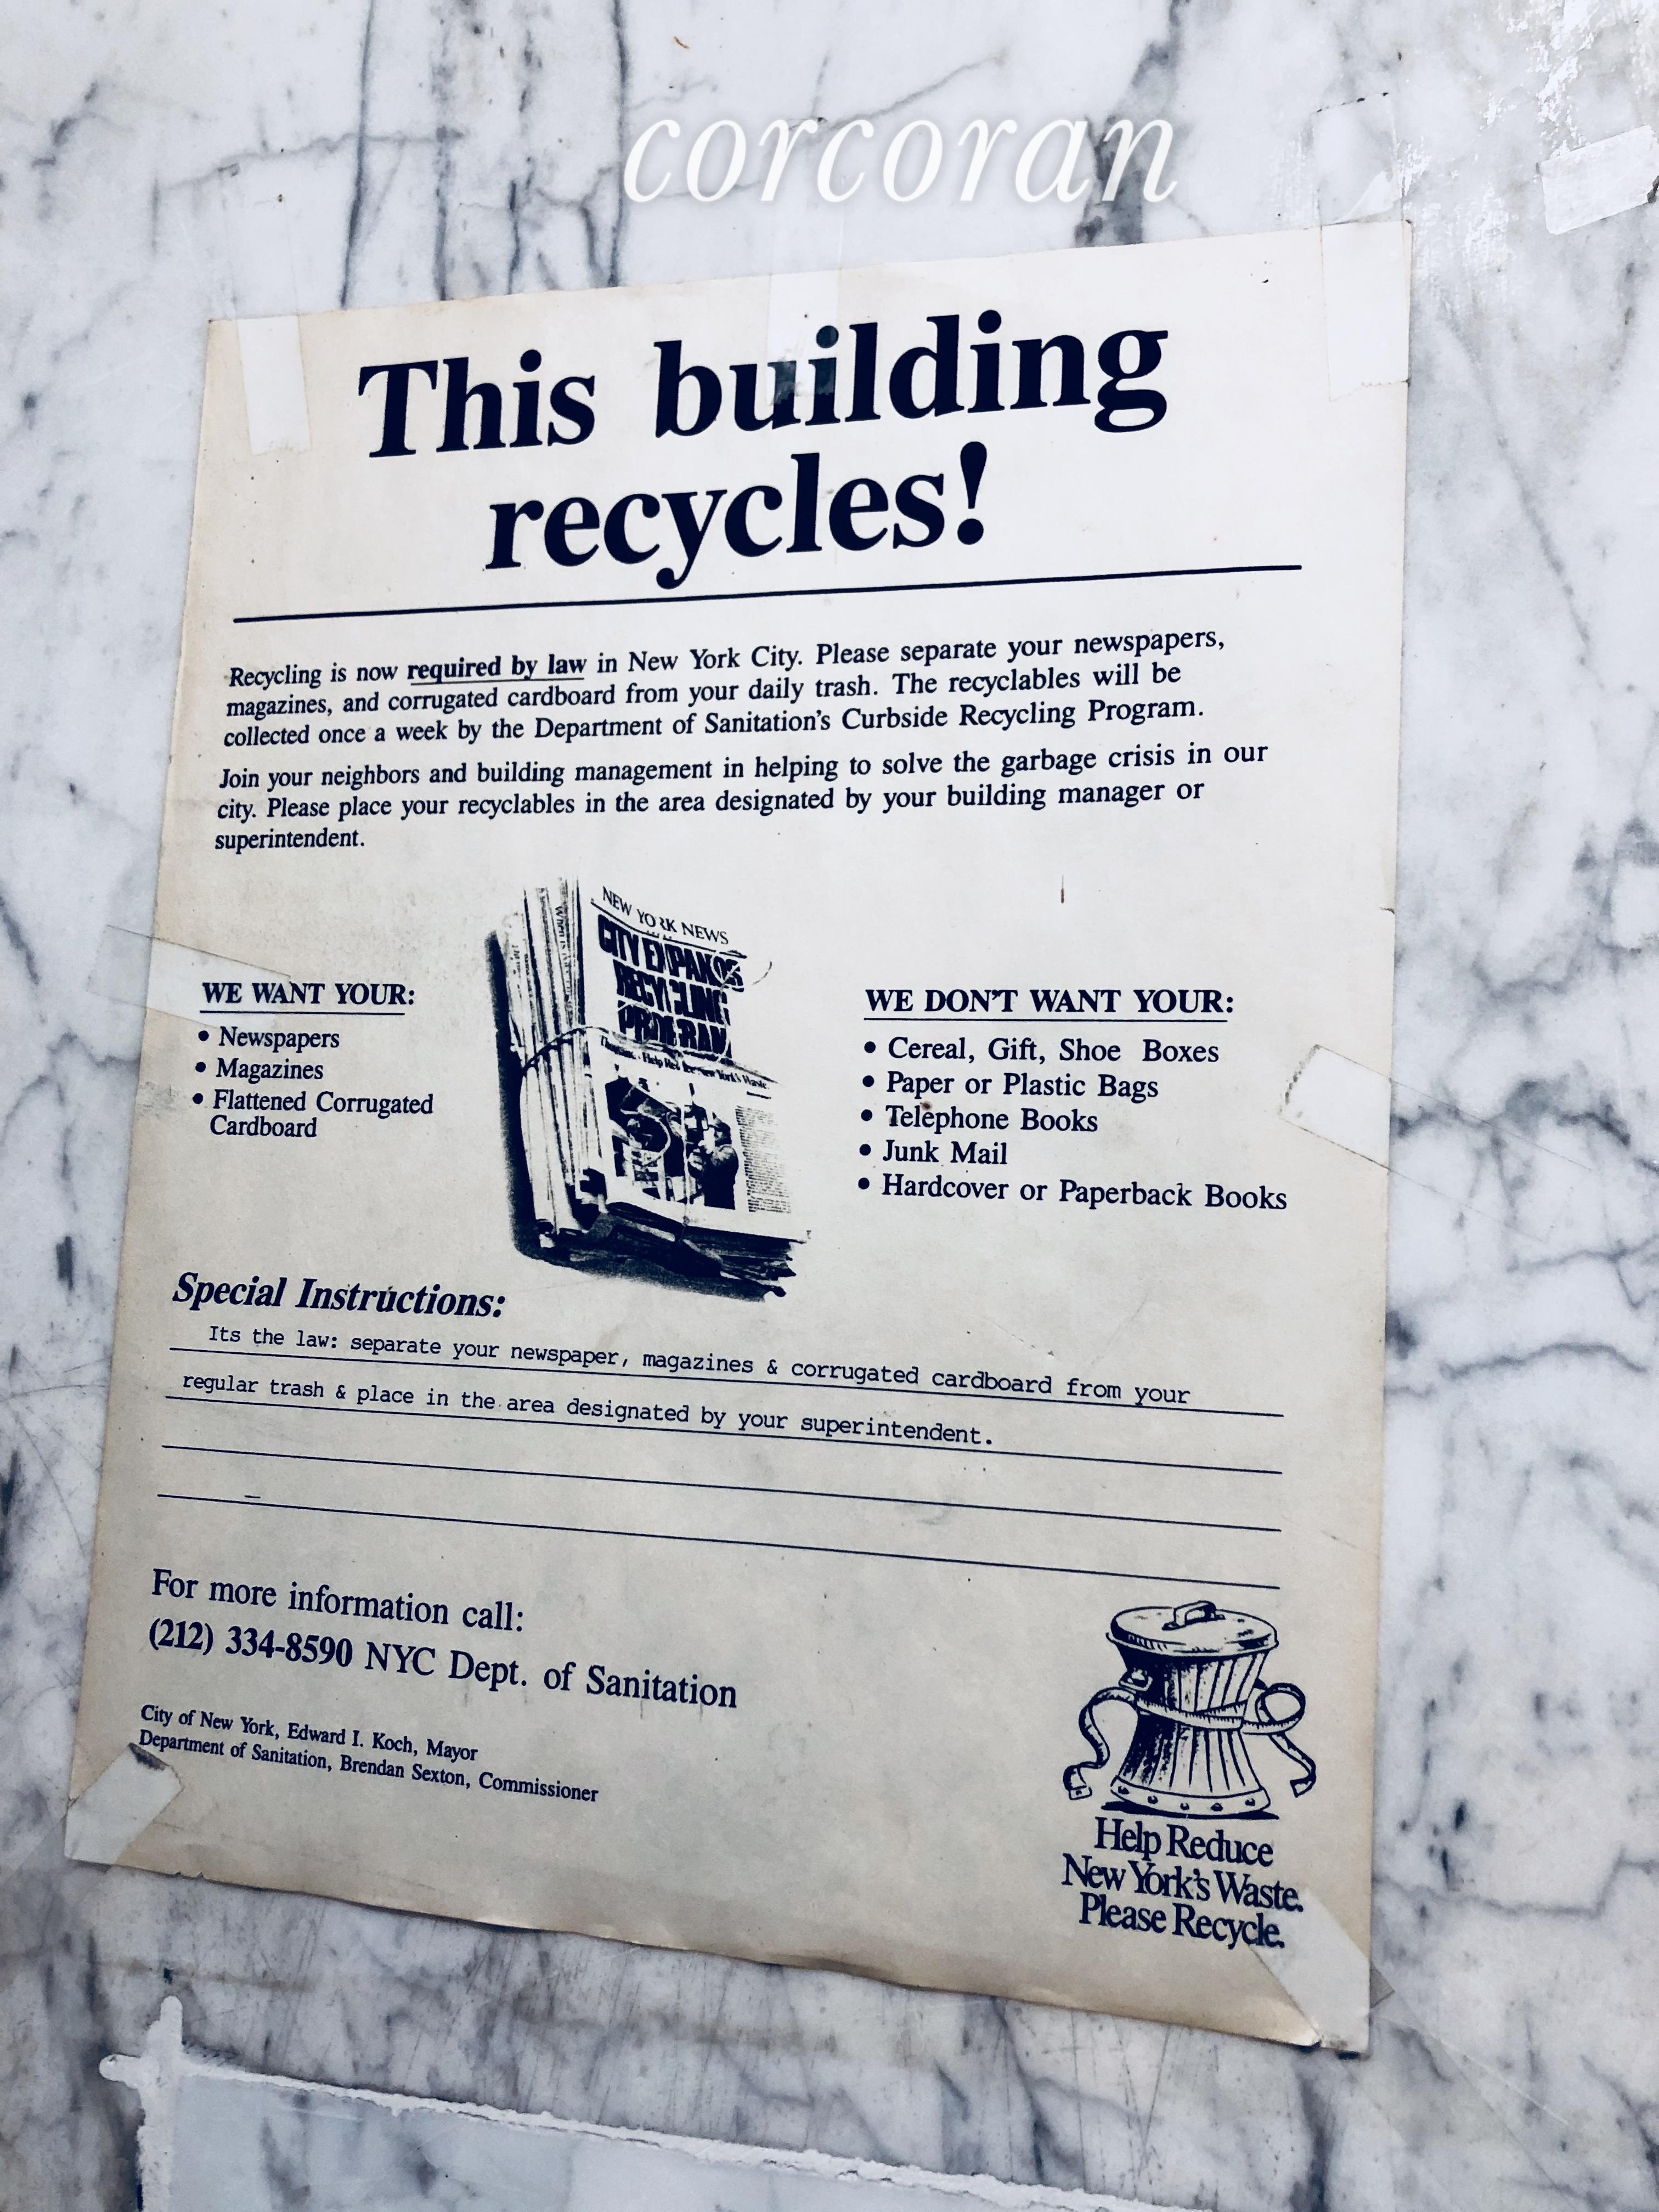 corcoran
This building
recycles!
Recycling is now required by law in New York City. Please separate your newspapers,
magazines, and corrugated cardboard from your daily trash. The recyclables will be
collected once a week by the Department of Sanitation's Curbside Recycling Program.
Join your neighbors and building management in helping to solve the garbage crisis in our
city. Please place your recyclables in the area designated by your building manager or
superintendent.
NEW YORK NEWS
CITY EXPANDS
RECYCLING
PROGRAM
WE WANT YOUR:
• Newspapers
• Magazines
• Flattened Corrugated
Cardboard
WE DON'T WANT YOUR:
• Cereal, Gift, Shoe Boxes
• Paper or Plastic Bags
• Telephone Books
• Junk Mail
• Hardcover or Paperback Books
Special Instructions:
Its the law: separate your newspaper, magazines & corrugated cardboard from your
regular trash & place in the area designated by your superintendent.
For more information call:
(212) 334-8590 NYC Dept. of Sanitation
City of New York, Edward I. Koch, Mayor
Department of Sanitation, Brendan Sexton, Commissioner
Help Reduce
New York's Waste.
Please Recycle.